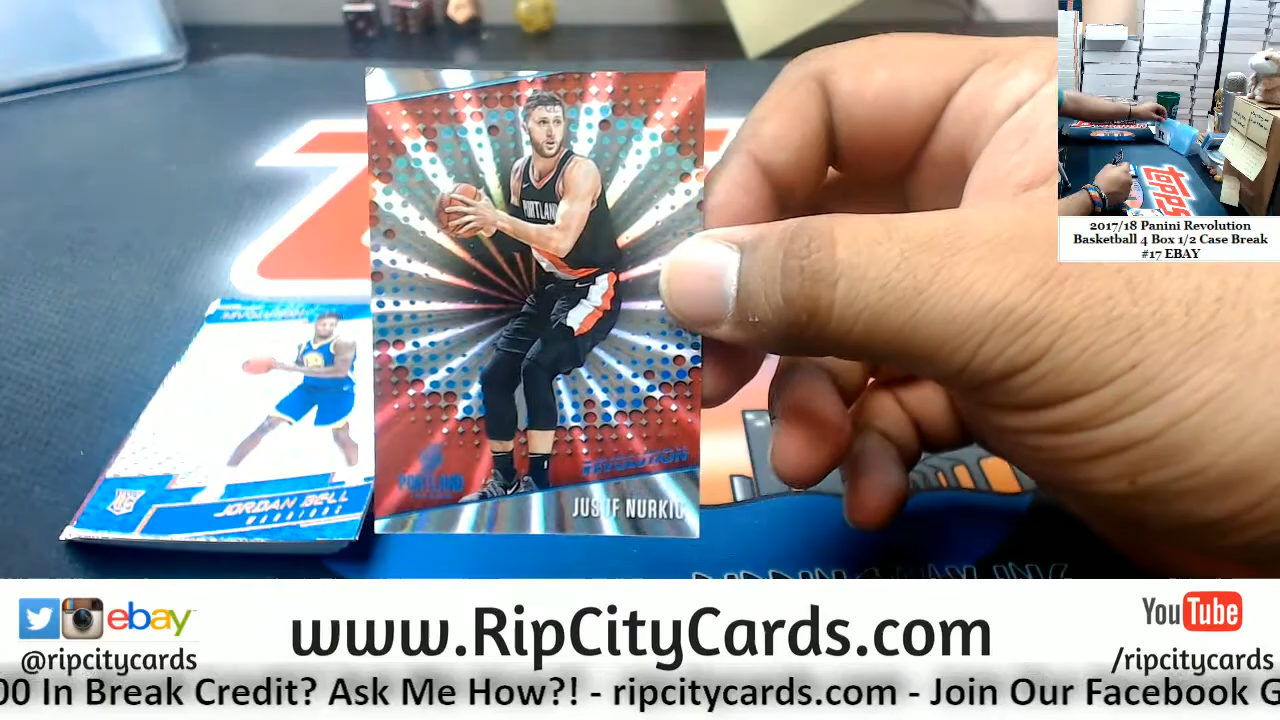 PORTLAND
PORTLAND
REVOLUTION
JUSUF NURKIC
JORDAN BELL
WARRIORS
TOPPS
2017/18 Panini Revolution
Basketball 4 Box 1/2 Case Break
#17 EBAY
ebay
@ripcitycards
www.RipCityCards.com
YouTube
/ripcitycards
00 In Break Credit? Ask Me How?! - ripcitycards.com - Join Our Facebook G